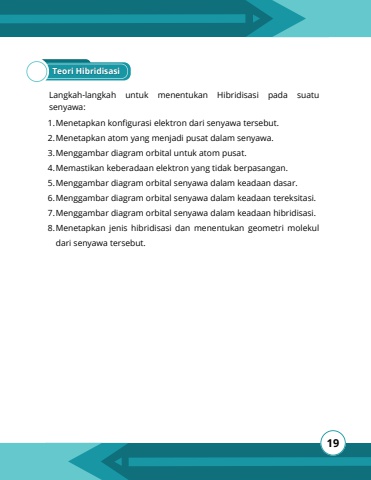 Teori Hibridisasi
Langkah-langkah untuk menentukan Hibridisasi pada suatu
senyawa:
1.Menetapkan konfigurasi elektron dari senyawa tersebut.
2.Menetapkan atom yang menjadi pusat dalam senyawa.
3.Menggambar diagram orbital untuk atom pusat.
4.Memastikan keberadaan elektron yang tidak berpasangan.
5.Menggambar diagram orbital senyawa dalam keadaan dasar.
6.Menggambar diagram orbital senyawa dalam keadaan tereksitasi.
7.Menggambar diagram orbital senyawa dalam keadaan hibridisasi.
8.Menetapkan jenis hibridisasi dan menentukan geometri molekul
dari senyawa tersebut.
19